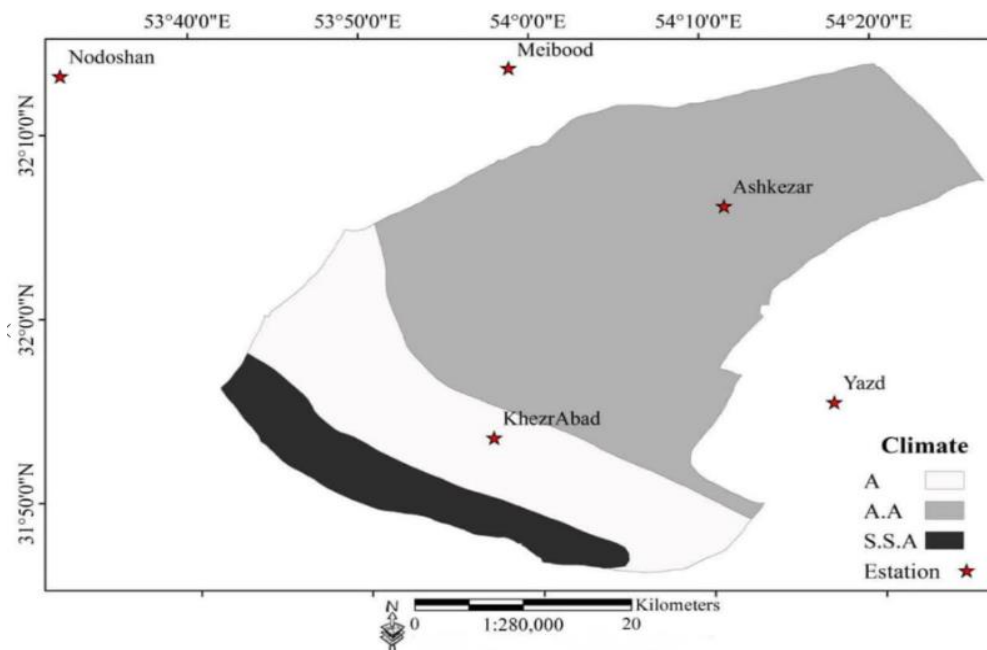 53°40'0"E 53°50'0"E 54°0'0"E 54°10'0"E 54°20'0"E
Nodoshan
Meibood
32°10'0"N
Ashkezar
32°0'0"N
Yazd
KhezrAbad
Climate
A
31°50'0"N
A.A
S.S.A
Estation
N
Kilometers
0 1:280,000 20